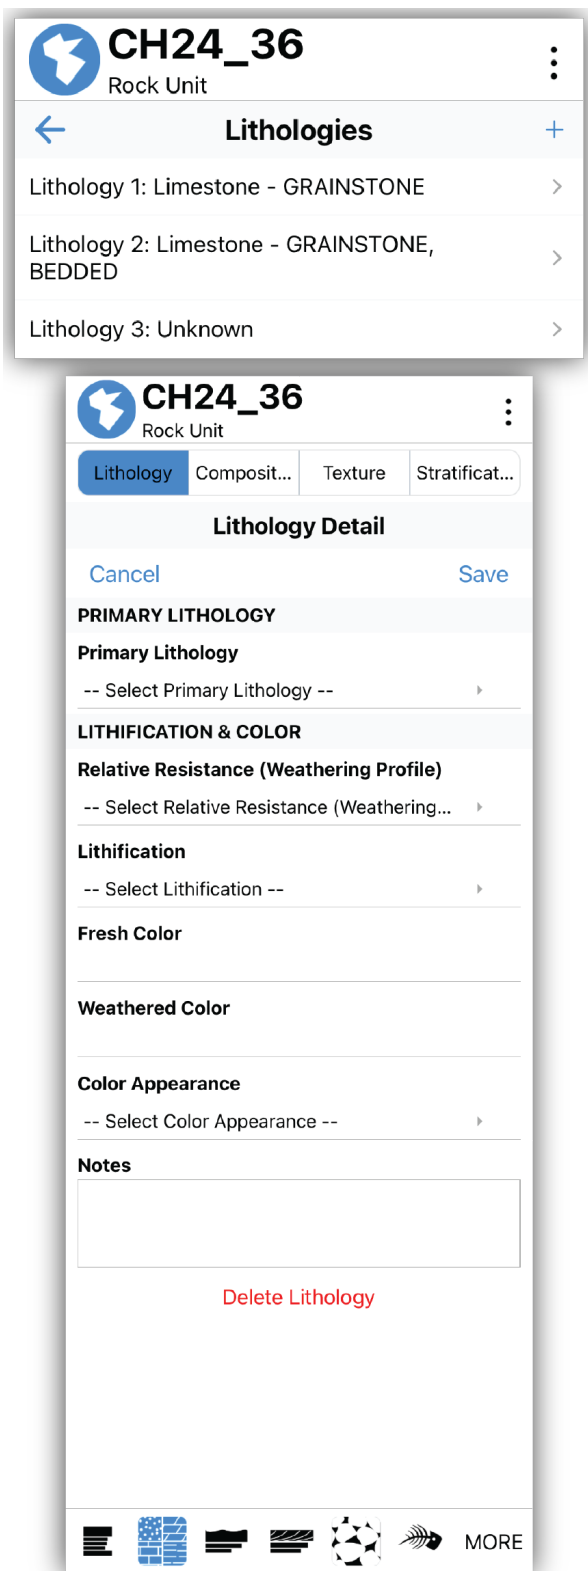 CH24_36
Rock Unit
Lithologies +
Lithology 1: Limestone - GRAINSTONE
Lithology 2: Limestone - GRAINSTONE,
BEDDED
Lithology 3: Unknown
CH24_36
Rock Unit
Lithology Composit... Texture Stratificat...
Lithology Detail
Cancel Save
PRIMARY LITHOLOGY
Primary Lithology
-- Select Primary Lithology --
LITHIFICATION & COLOR
Relative Resistance (Weathering Profile)
-- Select Relative Resistance (Weathering...
Lithification
-- Select Lithification --
Fresh Color
Weathered Color
Color Appearance
-- Select Color Appearance --
Notes
Delete Lithology
MORE